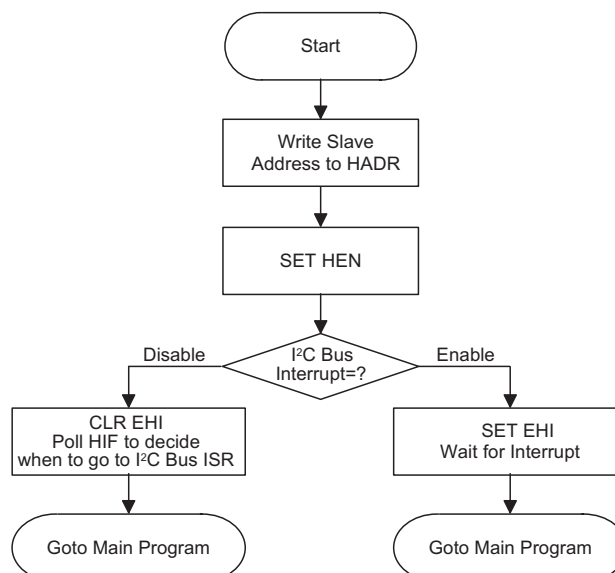 Start
Write Slave
Address to HADR
SET HEN
I²C Bus
Interrupt=?
Disable
Enable
CLR EHI
Poll HIF to decide
when to go to I²C Bus ISR
SET EHI
Wait for Interrupt
Goto Main Program
Goto Main Program